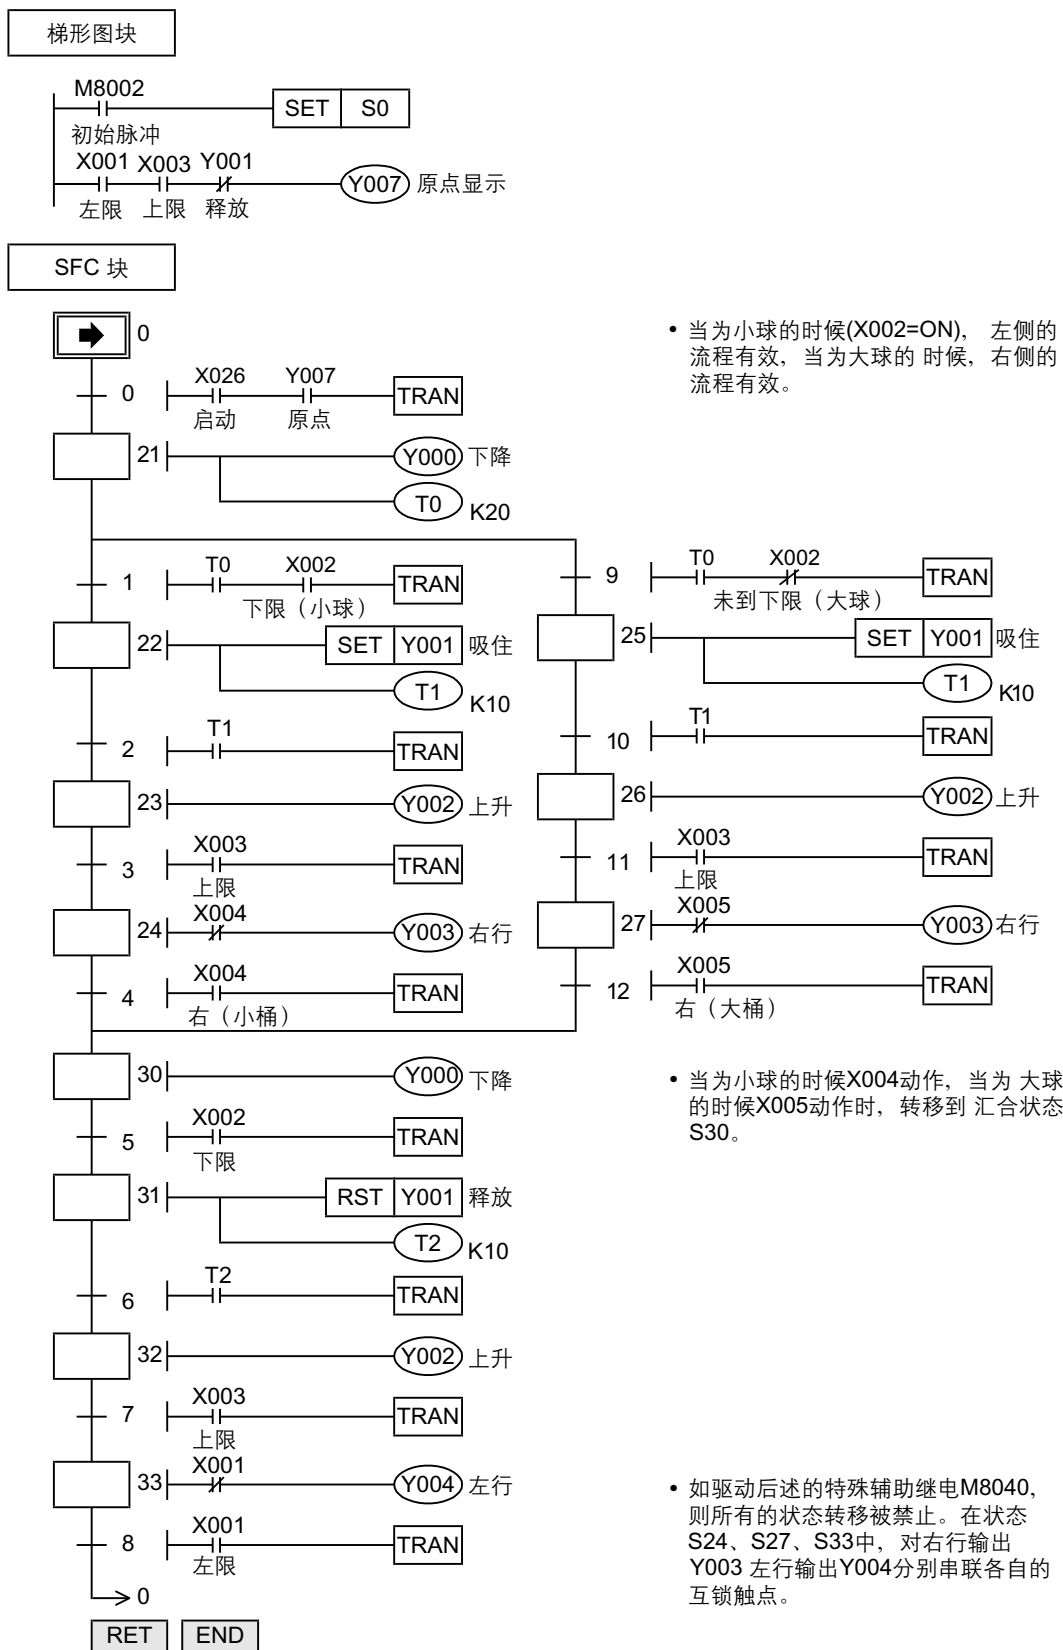 梯形图块
M8002
SET S0
初始脉冲
X001 X003 Y001
Y007 原点显示
左限 上限 释放
SFC 块
0
• 当为小球的时候(X002=ON)， 左侧的
流程有效，当为大球的 时候，右侧的
流程有效。
0 X026 Y007 TRAN
启动 原点
21 Y000 下降
T0 K20
1 T0 X002 TRAN
下限（小球）
9 T0 X002 TRAN
未到下限（大球）
22 SET Y001 吸住
T1 K10
25 SET Y001 吸住
T1 K10
2 T1 TRAN
10 T1 TRAN
23 Y002 上升
26 Y002 上升
3 X003 TRAN
上限
11 X003 TRAN
上限
24 X004 Y003 右行
27 X005 Y003 右行
4 X004 TRAN
右（小桶）
12 X005 TRAN
右（大桶）
30 Y000 下降
• 当为小球的时候X004动作，当为 大球
的时候X005动作时，转移到 汇合状态
S30。
5 X002 TRAN
下限
31 RST Y001 释放
T2 K10
6 T2 TRAN
32 Y002 上升
7 X003 TRAN
上限
33 X001 Y004 左行
8 X001 TRAN
左限
• 如驱动后述的特殊辅助继电M8040，
则所有的状态转移被禁止。在状态
S24、S27、S33中，对右行输出
Y003 左行输出Y004分别串联各自的
互锁触点。
0
RET END